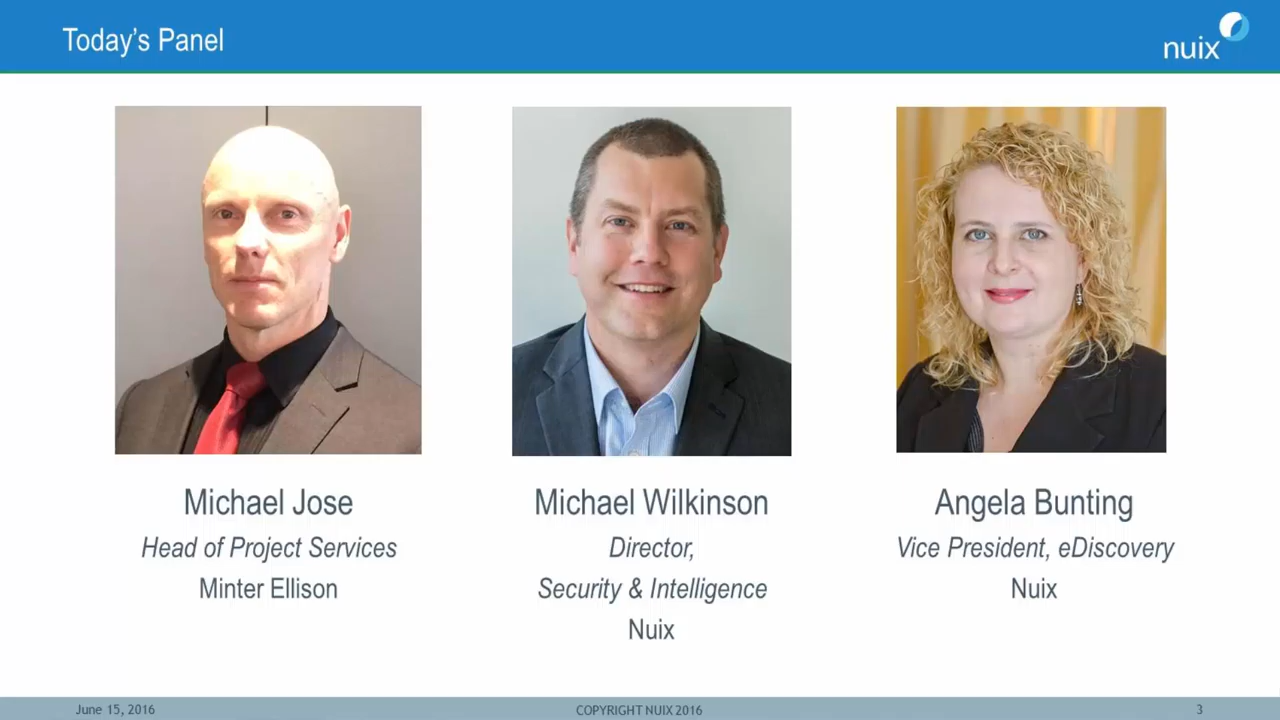 Today's Panel
nuix
Michael Jose
Head of Project Services
Minter Ellison
Michael Wilkinson
Director,
Security & Intelligence
Nuix
Angela Bunting
Vice President, eDiscovery
Nuix
June 15, 2016
COPYRIGHT NUIX 2016
3